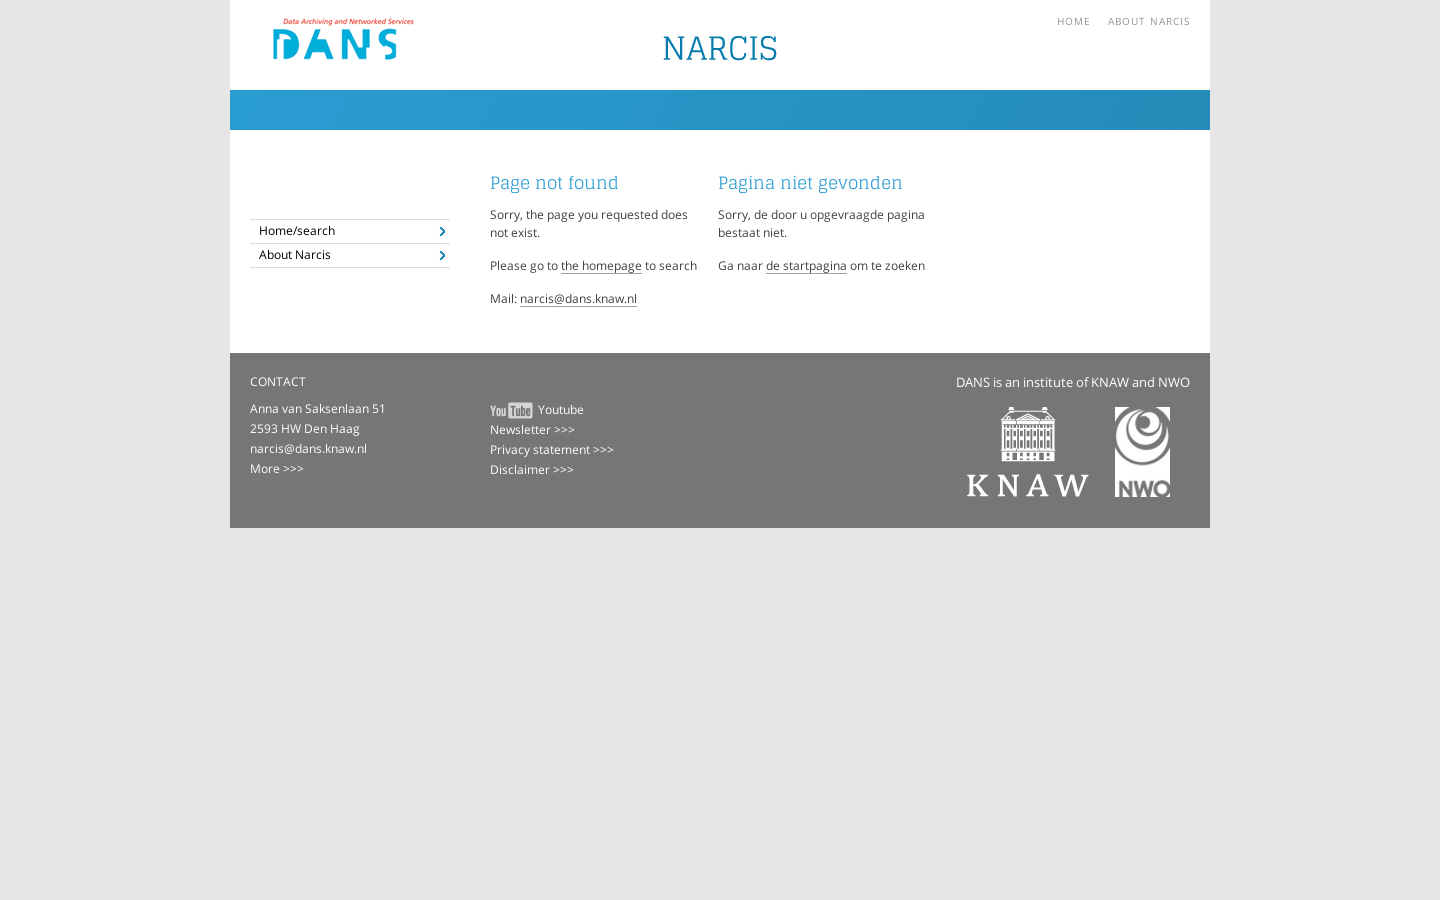 Data Archiving and Networked Services
DANS
NARCIS
HOME ABOUT NARCIS
Home/search
About Narcis
Page not found
Sorry, the page you requested does
not exist.
Please go to the homepage to search
Mail: narcis@dans.knaw.nl
Pagina niet gevonden
Sorry, de door u opgevraagde pagina
bestaat niet.
Ga naar de startpagina om te zoeken
CONTACT
Anna van Saksenlaan 51
2593 HW Den Haag
narcis@dans.knaw.nl
More >>>
YouTube Youtube
Newsletter >>>
Privacy statement >>>
Disclaimer >>>
DANS is an institute of KNAW and NWO
KNAW
NWO